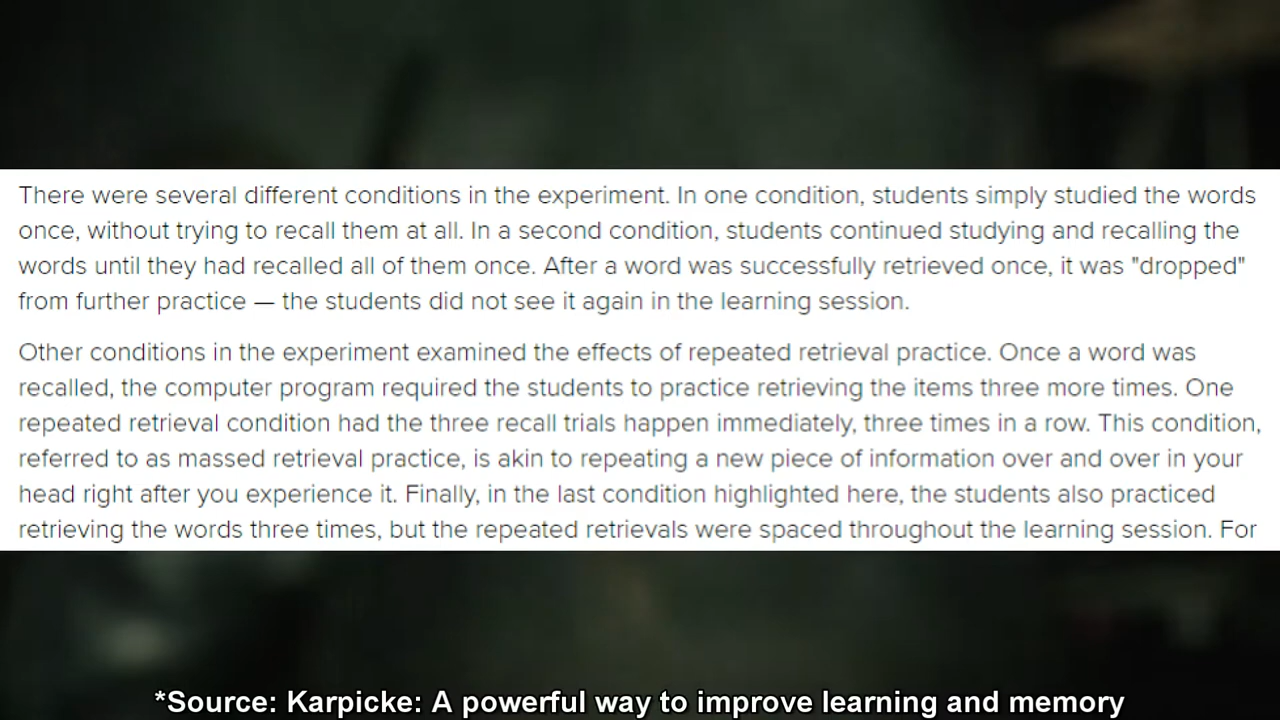 There were several different conditions in the experiment. In one condition, students simply studied the words
once, without trying to recall them at all. In a second condition, students continued studying and recalling the
words until they had recalled all of them once. After a word was successfully retrieved once, it was "dropped"
from further practice — the students did not see it again in the learning session.
Other conditions in the experiment examined the effects of repeated retrieval practice. Once a word was
recalled, the computer program required the students to practice retrieving the items three more times. One
repeated retrieval condition had the three recall trials happen immediately, three times in a row. This condition,
referred to as massed retrieval practice, is akin to repeating a new piece of information over and over in your
head right after you experience it. Finally, in the last condition highlighted here, the students also practiced
retrieving the words three times, but the repeated retrievals were spaced throughout the learning session. For
*Source: Karpicke: A powerful way to improve learning and memory